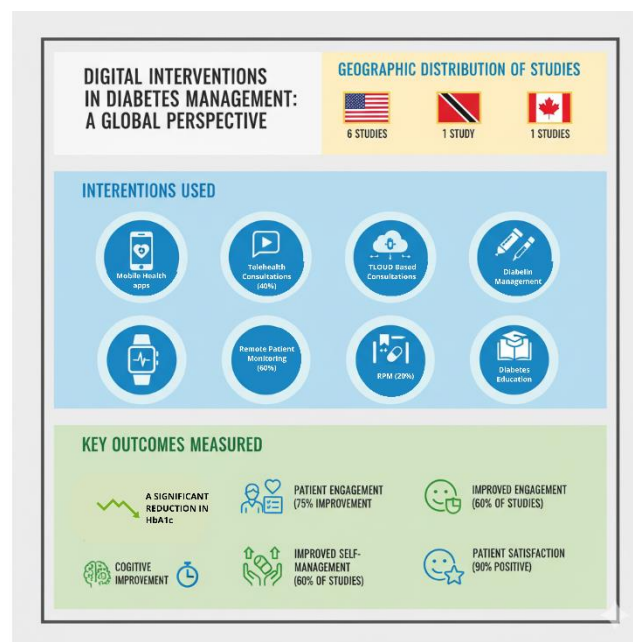 DIGITAL INTERVENTIONS
IN DIABETES MANAGEMENT:
A GLOBAL PERSPECTIVE
GEOGRAPHIC DISTRIBUTION OF STUDIES
6 STUDIES
1 STUDY
1 STUDIES
INTERENTIONS USED
Mobile Health
apps
Telehealth
Consultations
(40%)
TLOUD Based
Consultations
Diabelin
Management
Remote Patient
Monitoring
(60%)
RPM (20%)
Diabetes
Education
KEY OUTCOMES MEASURED
A SIGNIFICANT
REDUCTION IN
HbA1c
PATIENT ENGAGEMENT
(75% IMPROVEMENT
IMPROVED ENGAGEMENT
(60% OF STUDIES)
COGITIVE
IMPROVEMENT
IMPROVED SELF-
MANAGEMENT
(60% OF STUDIES)
PATIENT SATISFACTION
(90% POSITIVE)